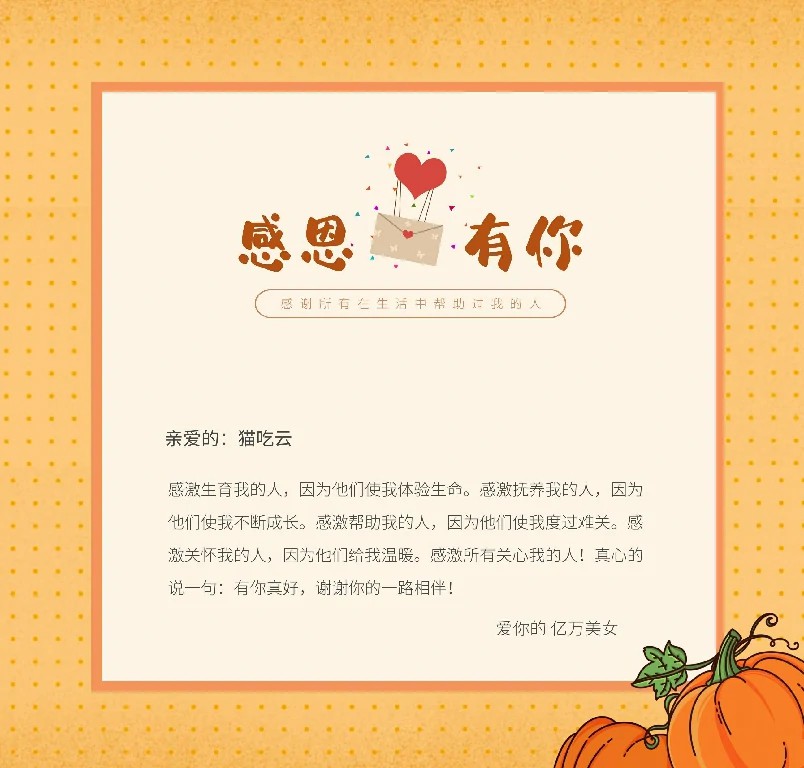 感恩有你
感谢所有在生活中帮助过我的人
亲爱的：猫吃云
感激生育我的人，因为他们使我体验生命。感激抚养我的人，因为
他们使我不断成长。感激帮助我的人，因为他们使我度过难关。感
激关怀我的人，因为他们给我温暖。感激所有关心我的人！真心的
说一句：有你真好，谢谢你的一路相伴！
爱你的 亿万美女